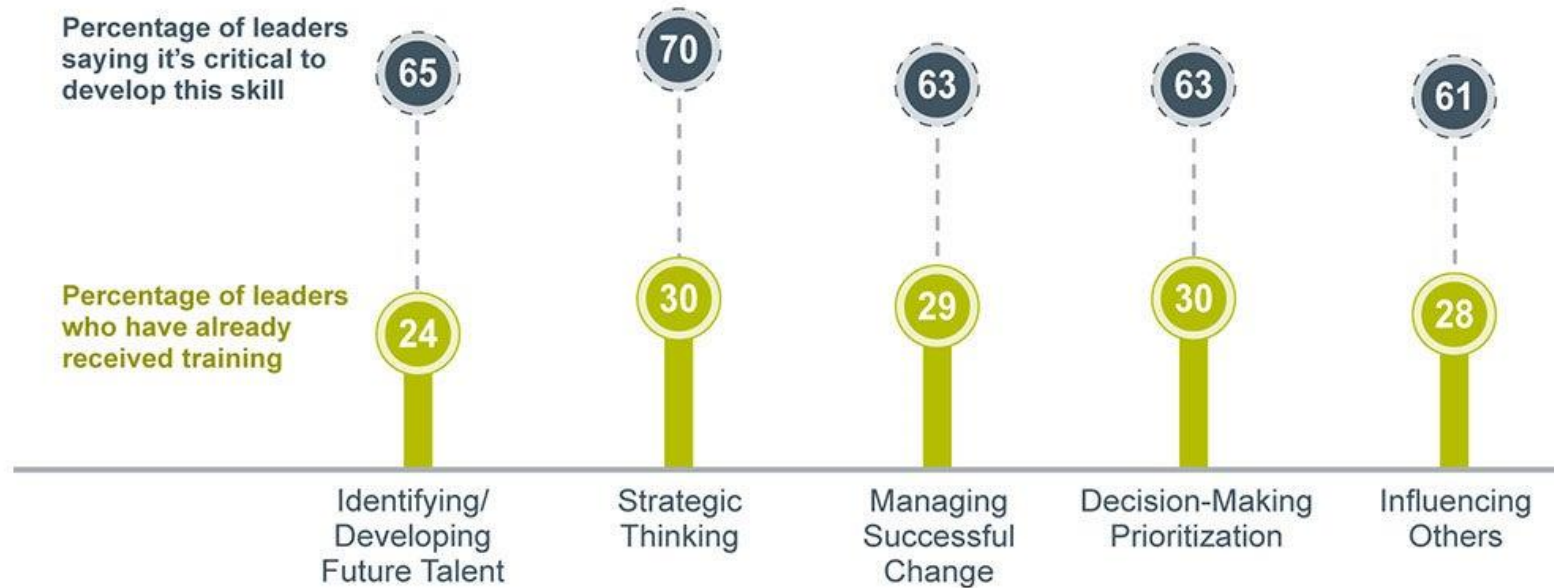 Percentage of leaders
saying it's critical to
develop this skill
65
70
63
63
61
Percentage of leaders
who have already
received training
24
30
29
30
28
Identifying/
Developing
Future Talent
Strategic
Thinking
Managing
Successful
Change
Decision-Making
Prioritization
Influencing
Others